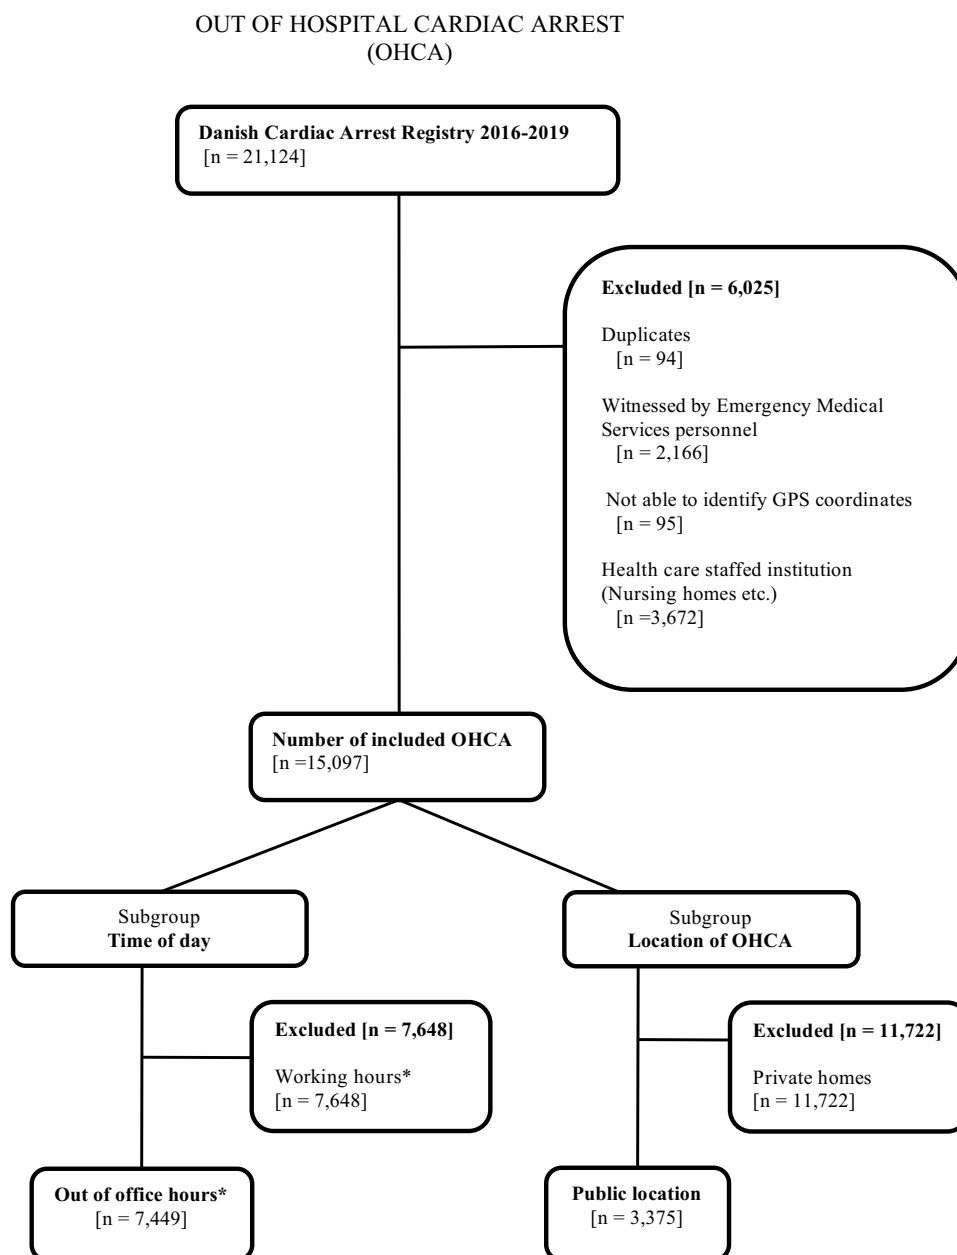 OUT OF HOSPITAL CARDIAC ARREST
(OHCA)
Danish Cardiac Arrest Registry 2016-2019
[n = 21,124]
Excluded [n = 6,025]
Duplicates
[n = 94]
Witnessed by Emergency Medical
Services personnel
[n = 2,166]
Not able to identify GPS coordinates
[n = 95]
Health care staffed institution
(Nursing homes etc.)
[n =3,672]
Number of included OHCA
[n =15,097]
Subgroup
Time of day
Subgroup
Location of OHCA
Excluded [n = 7,648]
Working hours*
[n = 7,648]
Excluded [n = 11,722]
Private homes
[n = 11,722]
Out of office hours*
[n = 7,449]
Public location
[n = 3,375]